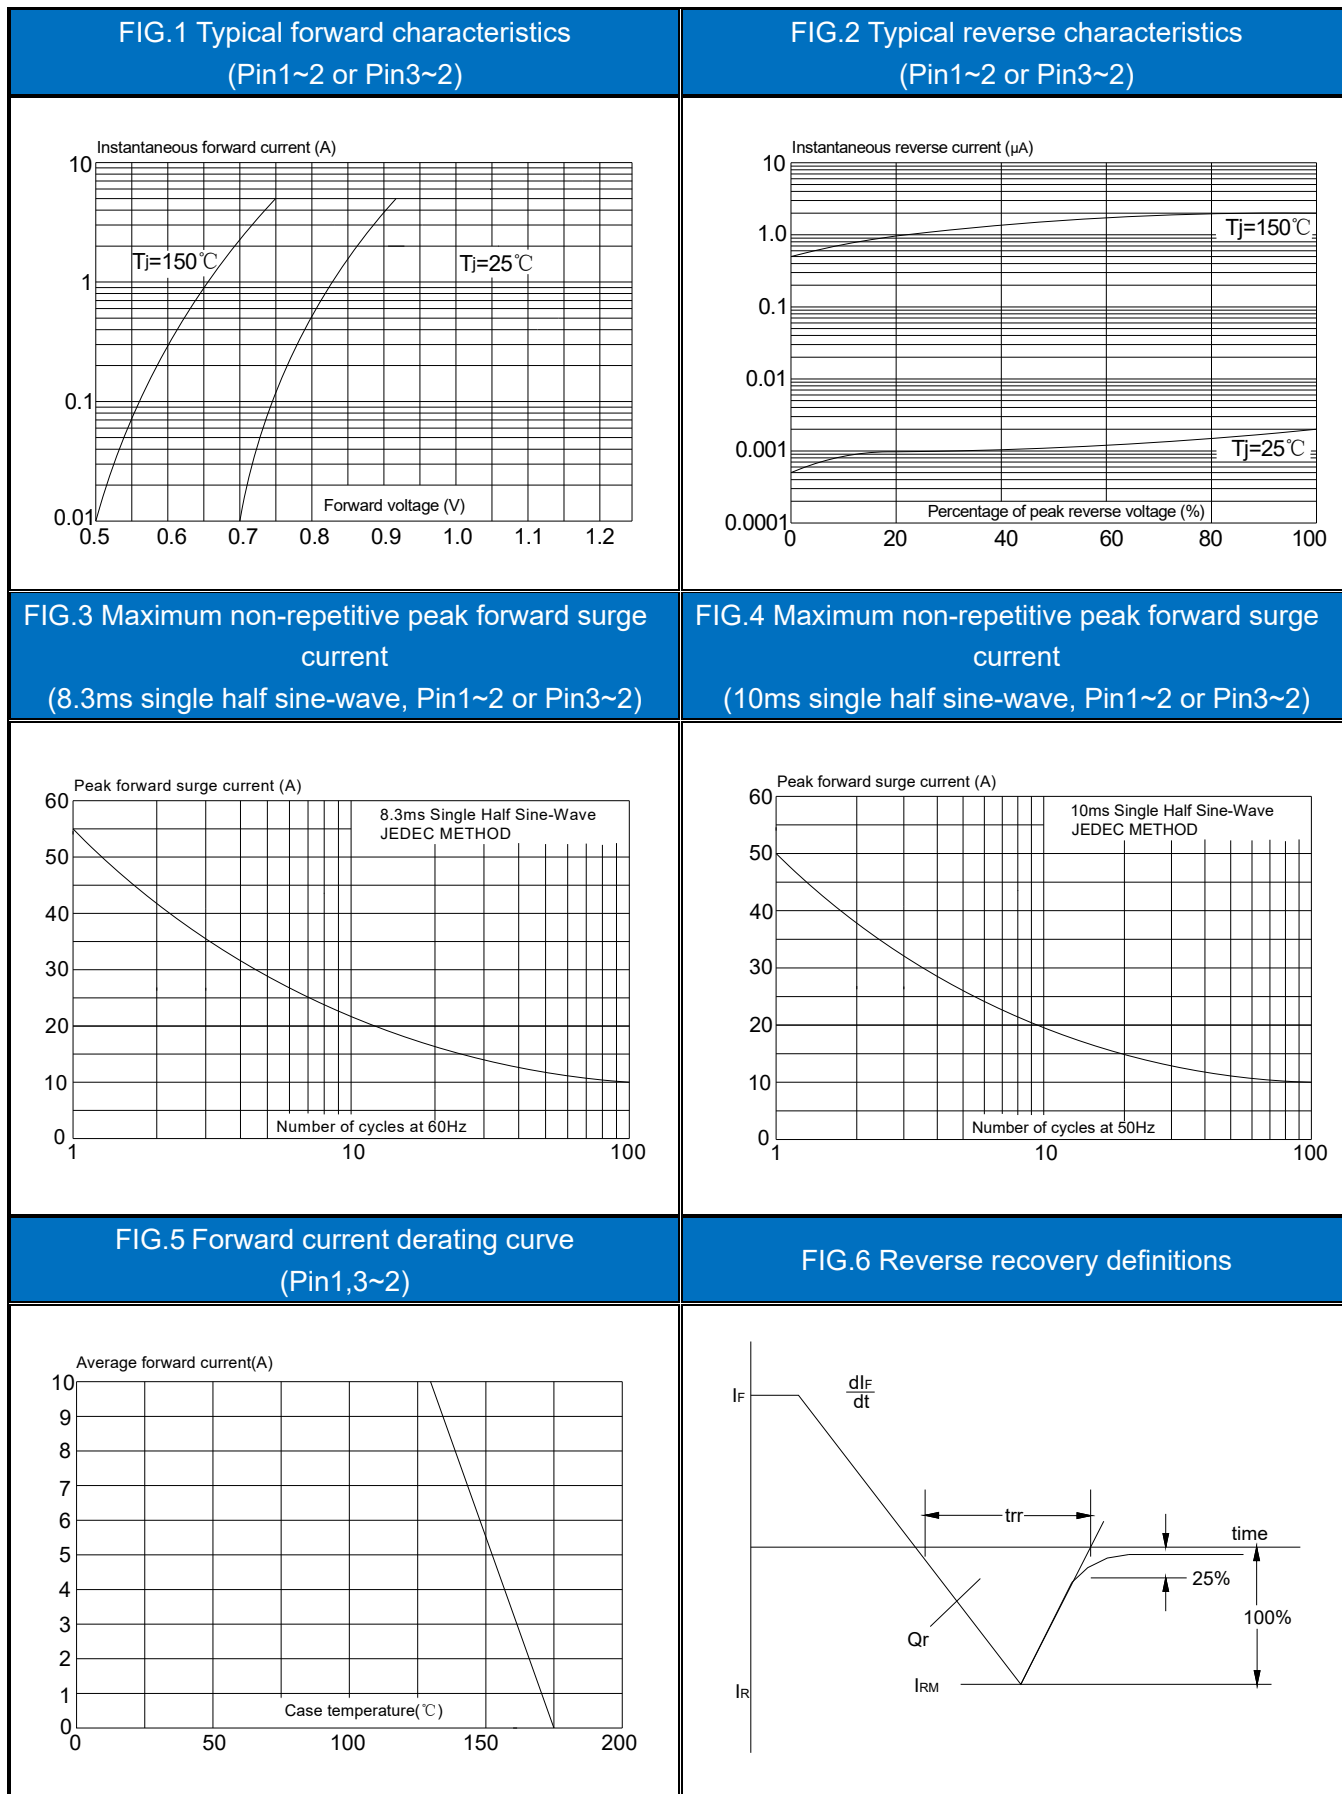 FIG.1 Typical forward characteristics
(Pin1~2 or Pin3~2)
FIG.2 Typical reverse characteristics
(Pin1~2 or Pin3~2)
Instantaneous forward current (A)
10
1
0.1
0.01
Tj=150℃
Tj=25℃
Forward voltage (V)
0.5 0.6 0.7 0.8 0.9 1.0 1.1 1.2
Instantaneous reverse current (μA)
10
1.0
0.1
0.01
0.001
0.0001
Tj=150℃
Tj=25℃
Percentage of peak reverse voltage (%)
0 20 40 60 80 100
FIG.3 Maximum non-repetitive peak forward surge
current
(8.3ms single half sine-wave, Pin1~2 or Pin3~2)
FIG.4 Maximum non-repetitive peak forward surge
current
(10ms single half sine-wave, Pin1~2 or Pin3~2)
Peak forward surge current (A)
60
50
40
30
20
10
0
8.3ms Single Half Sine-Wave
JEDEC METHOD
Number of cycles at 60Hz
1 10 100
Peak forward surge current (A)
60
50
40
30
20
10
0
10ms Single Half Sine-Wave
JEDEC METHOD
Number of cycles at 50Hz
1 10 100
FIG.5 Forward current derating curve
(Pin1,3~2)
FIG.6 Reverse recovery definitions
Average forward current(A)
10
9
8
7
6
5
4
3
2
1
0
Case temperature(℃)
0 50 100 150 200
IF
dIF
dt
trr
time
25%
100%
Qr
IRM
IR